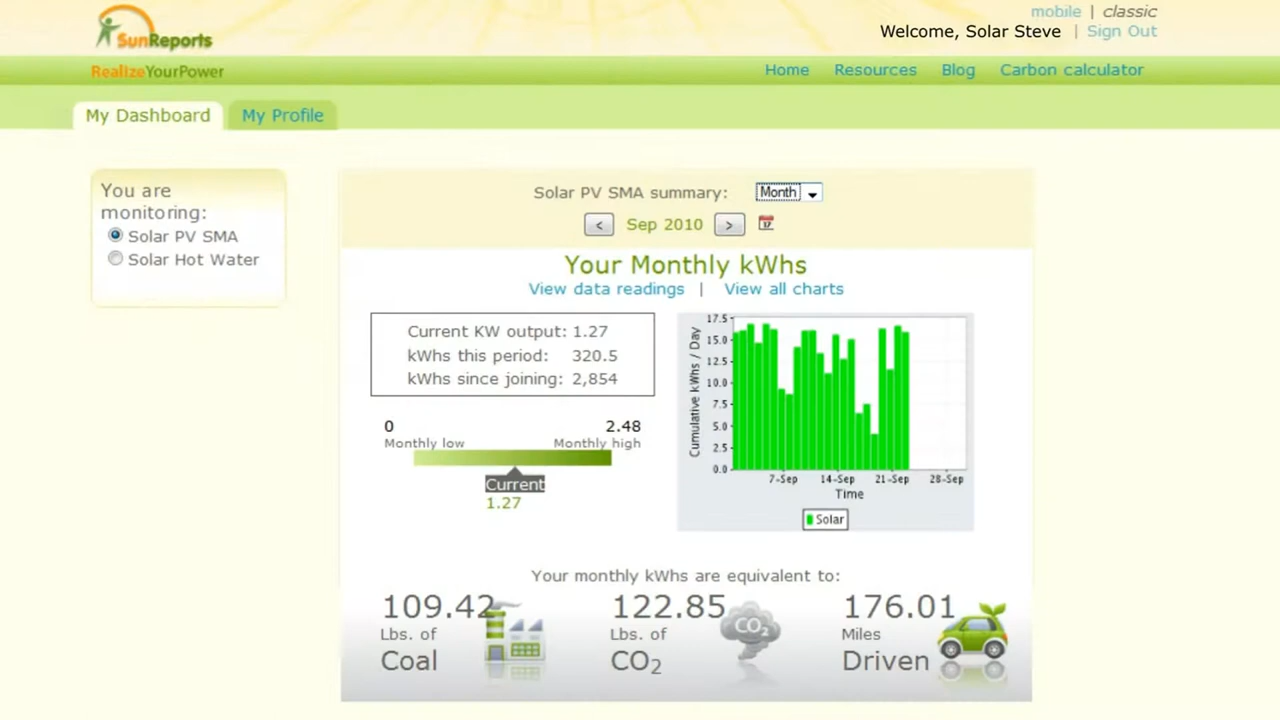 mobile | classic
SunReports
Welcome, Solar Steve | Sign Out
RealizeYourPower
Home Resources Blog Carbon calculator
My Dashboard My Profile
You are
monitoring:
Solar PV SMA
Solar Hot Water
Solar PV SMA summary: Month
< Sep 2010 > 17
Your Monthly kWhs
View data readings | View all charts
Current KW output: 1.27
kWhs this period: 320.5
kWhs since joining: 2,854
0 2.48
Monthly low Monthly high
Current
1.27
Cumulative kWhs / Day
17.5
15.0
12.5
10.0
7.5
5.0
2.5
0.0
7-Sep 14-Sep 21-Sep 28-Sep
Time
Solar
Your monthly kWhs are equivalent to:
109.42 122.85 176.01
Lbs. of Lbs. of Miles
Coal CO2 Driven
CO2